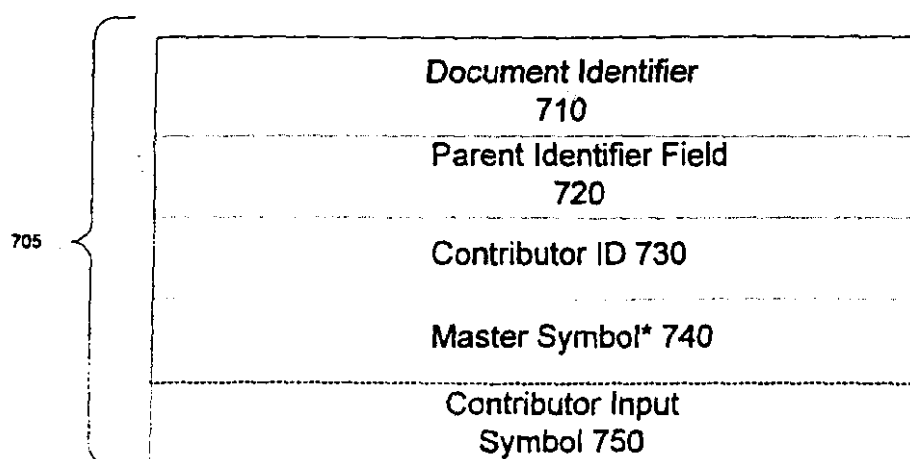 Document Identifier
710
Parent Identifier Field
720
705
Contributor ID 730
Master Symbol* 740
Contributor Input
Symbol 750